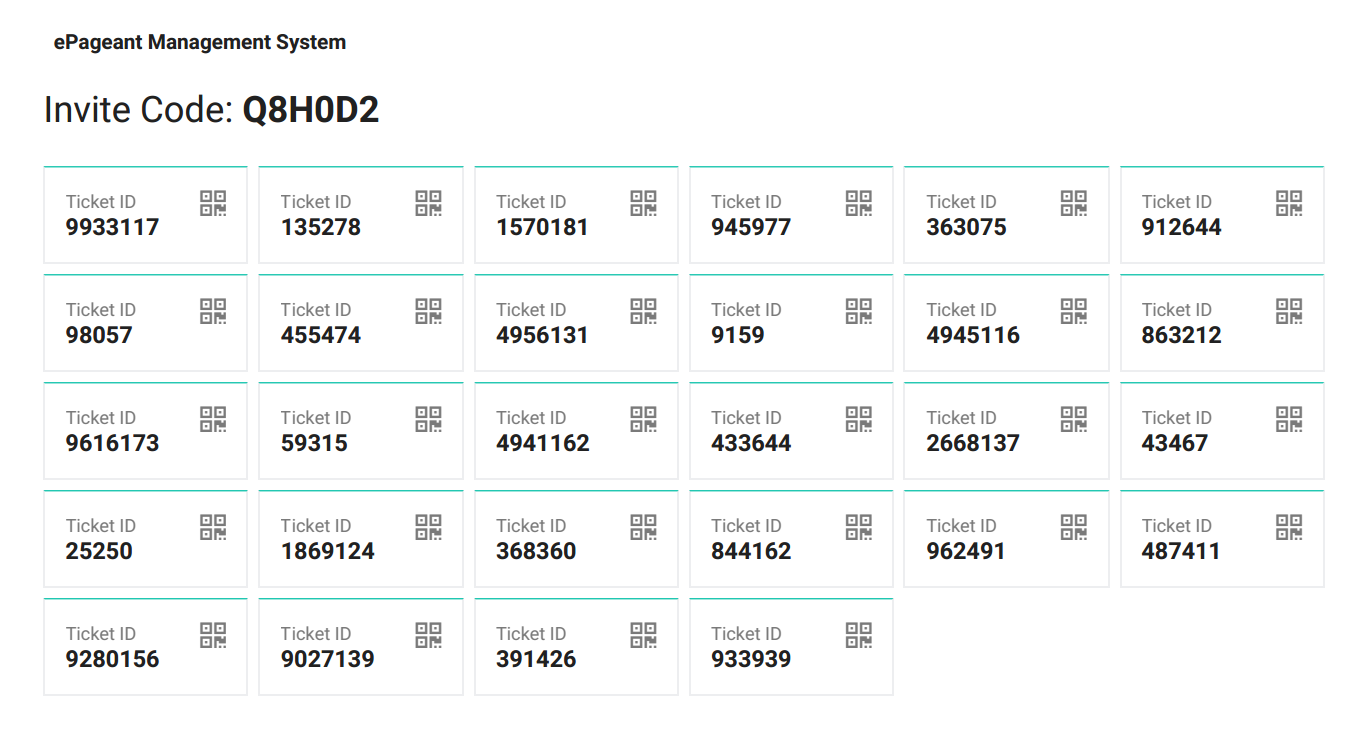 ePageant Management System
Invite Code: Q8H0D2
Ticket ID Ticket ID Ticket ID Ticket ID Ticket ID Ticket ID
9933117 135278 1570181 945977 363075 912644
Ticket ID Ticket ID Ticket ID Ticket ID Ticket ID Ticket ID
98057 455474 4956131 9159 4945116 863212
Ticket ID Ticket ID Ticket ID Ticket ID Ticket ID Ticket ID
9616173 59315 4941162 433644 2668137 43467
Ticket ID Ticket ID Ticket ID Ticket ID Ticket ID Ticket ID
25250 1869124 368360 844162 962491 487411
Ticket ID Ticket ID Ticket ID Ticket ID
9280156 9027139 391426 933939